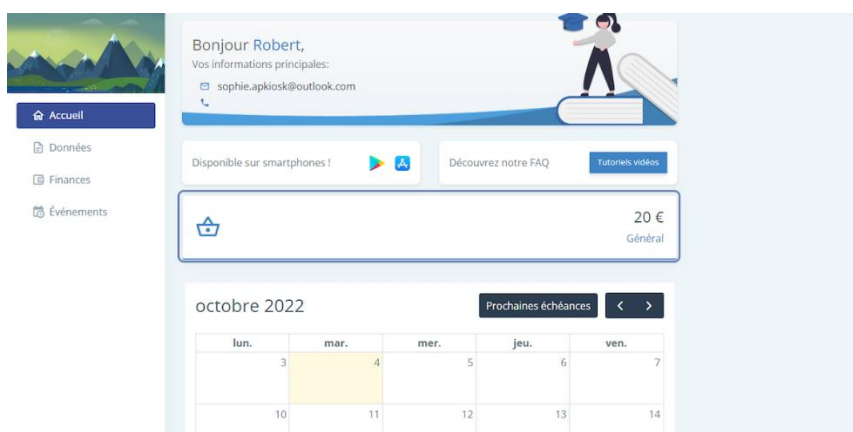 Bonjour Robert,
Vos informations principales:
sophie.apkiosk@outlook.com
Accueil
Données
Finances
Événements
Disponible sur smartphones !
Découvrez notre FAQ
Tutoriels vidéos
20 €
Général
octobre 2022
Prochaines échéances
lun. mar. mer. jeu. ven.
3 4 5 6 7
10 11 12 13 14